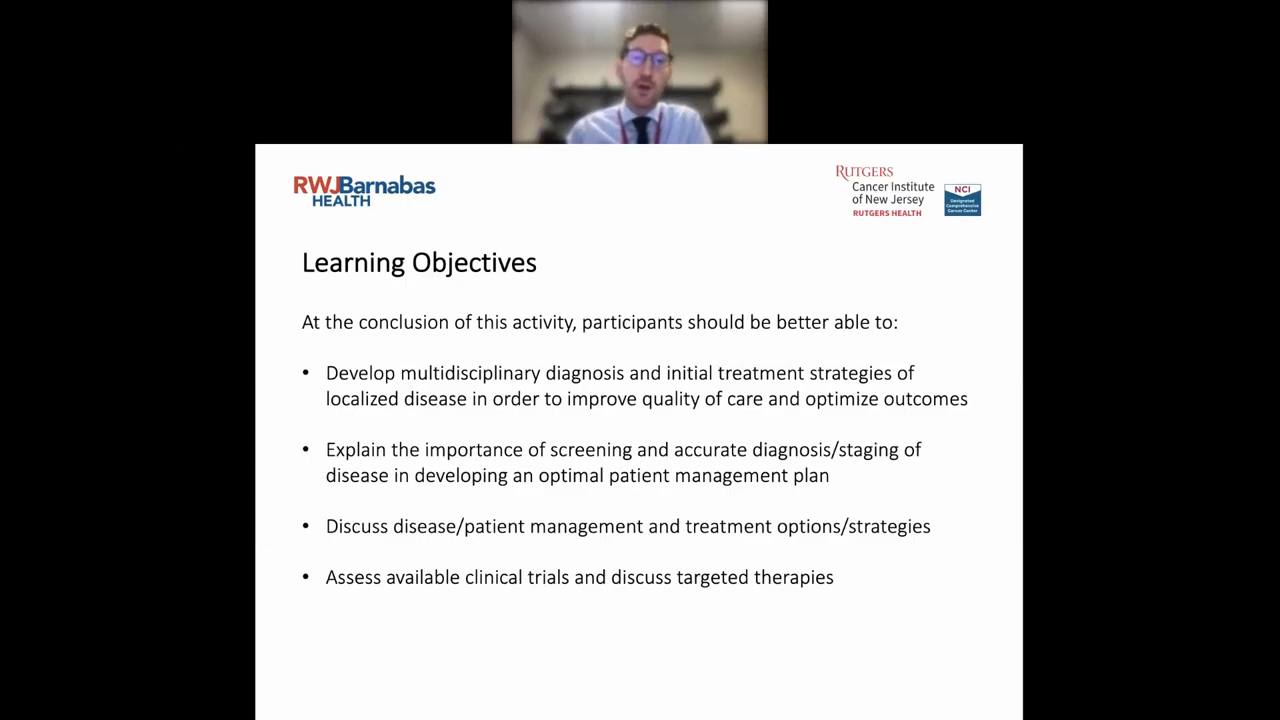 RWJBarnabas
HEALTH
RUTGERS
Cancer Institute
of New Jersey
RUTGERS HEALTH
NCI
Designated
Comprehensive
Cancer Center
Learning Objectives
At the conclusion of this activity, participants should be better able to:
• Develop multidisciplinary diagnosis and initial treatment strategies of
localized disease in order to improve quality of care and optimize outcomes
• Explain the importance of screening and accurate diagnosis/staging of
disease in developing an optimal patient management plan
• Discuss disease/patient management and treatment options/strategies
• Assess available clinical trials and discuss targeted therapies